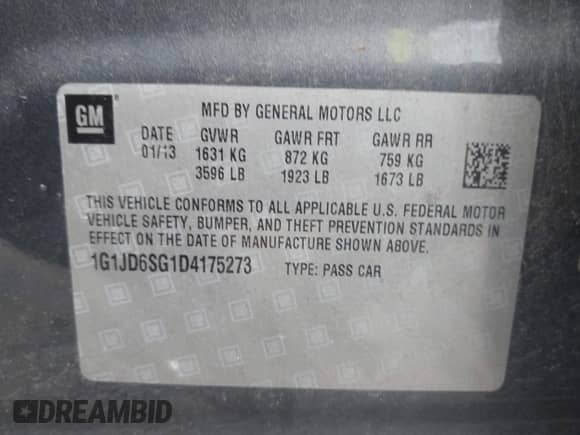 GM
MFD BY GENERAL MOTORS LLC
DATE GVWR GAWR FRT GAWR RR
01/13 1631 KG 872 KG 759 KG
3596 LB 1923 LB 1673 LB
THIS VEHICLE CONFORMS TO ALL APPLICABLE U.S. FEDERAL MOTOR
VEHICLE SAFETY, BUMPER, AND THEFT PREVENTION STANDARDS IN
EFFECT ON THE DATE OF MANUFACTURE SHOWN ABOVE.
1G1JD6SG1D4175273 TYPE: PASS CAR
DREAMBID